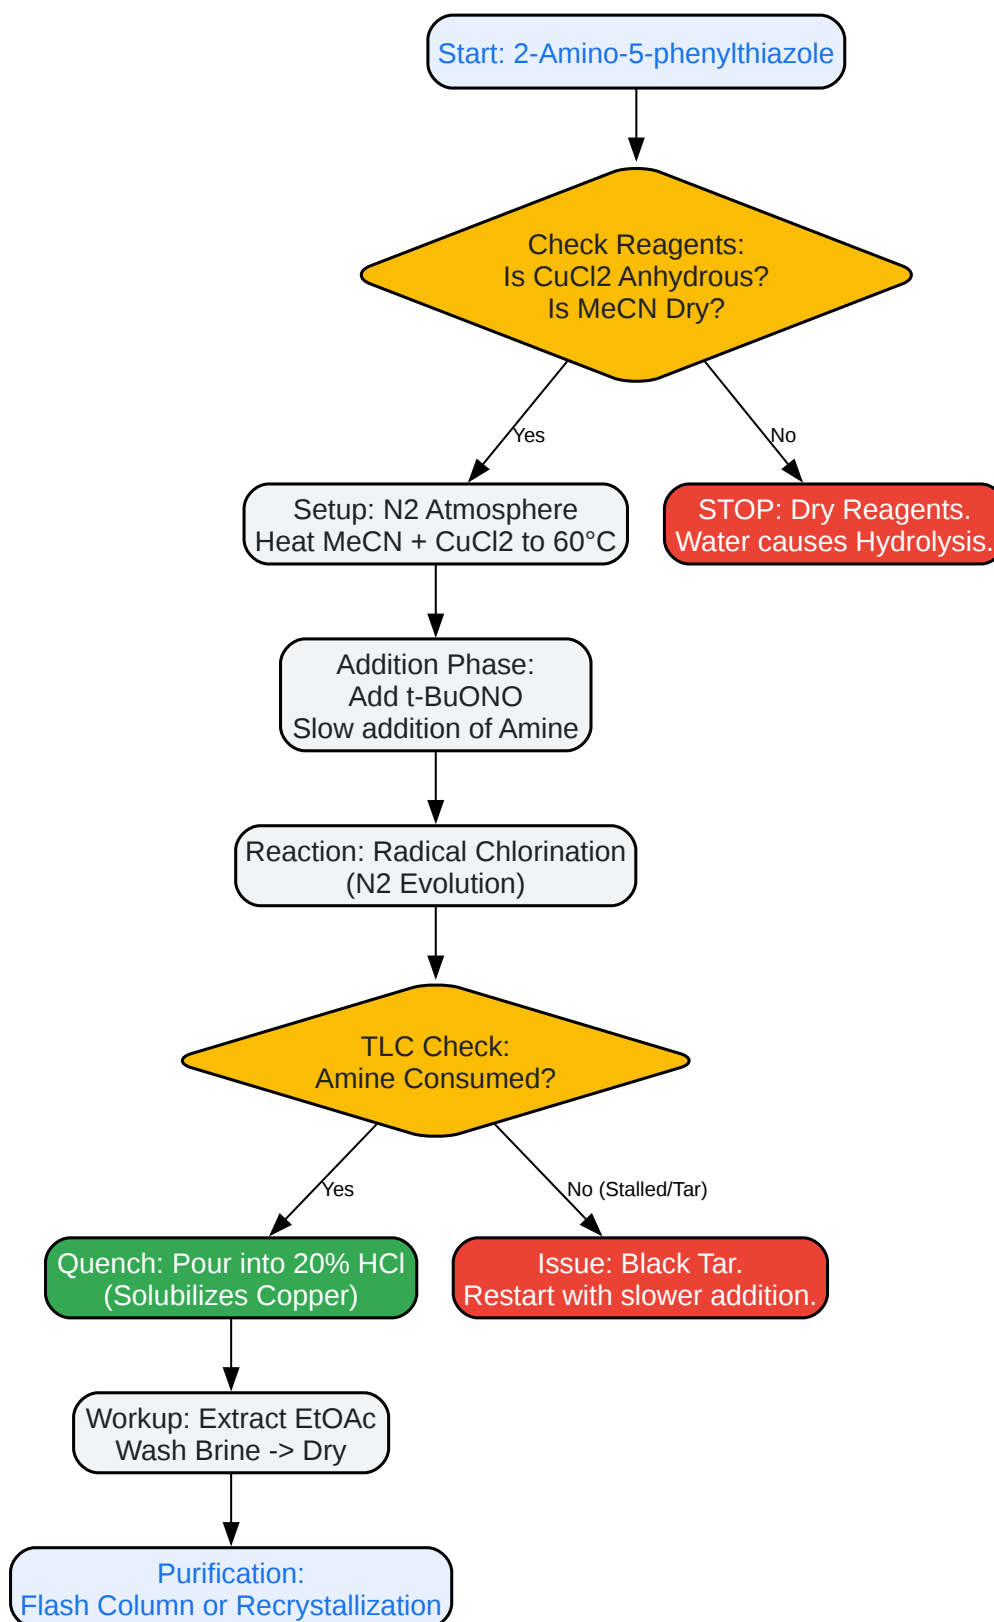 Start: 2-Amino-5-phenylthiazole
Check Reagents:
Is CuCl2 Anhydrous?
Is MeCN Dry?
Yes
No
Setup: N2 Atmosphere
Heat MeCN + CuCl2 to 60°C
STOP: Dry Reagents.
Water causes Hydrolysis.
Addition Phase:
Add t-BuONO
Slow addition of Amine
Reaction: Radical Chlorination
(N2 Evolution)
TLC Check:
Amine Consumed?
Yes
No (Stalled/Tar)
Quench: Pour into 20% HCl
(Solubilizes Copper)
Issue: Black Tar.
Restart with slower addition.
Workup: Extract EtOAc
Wash Brine -> Dry
Purification:
Flash Column or Recrystallization